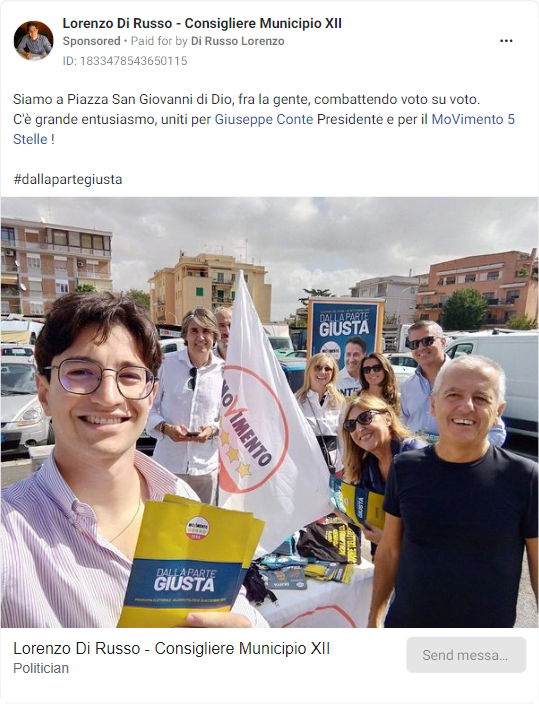 Lorenzo Di Russo - Consigliere Municipio XII
Sponsored • Paid for by Di Russo Lorenzo
ID: 1833478543650115
Siamo a Piazza San Giovanni di Dio, fra la gente, combattendo voto su voto.
C'è grande entusiasmo, uniti per Giuseppe Conte Presidente e per il MoVimento 5
Stelle !
#dallapartegiusta
DALLA PARTE
GIUSTA
MOVIMENTO
MOVIMENTO
DALLA PARTE
GIUSTA
Lorenzo Di Russo - Consigliere Municipio XII
Politician
Send messa...